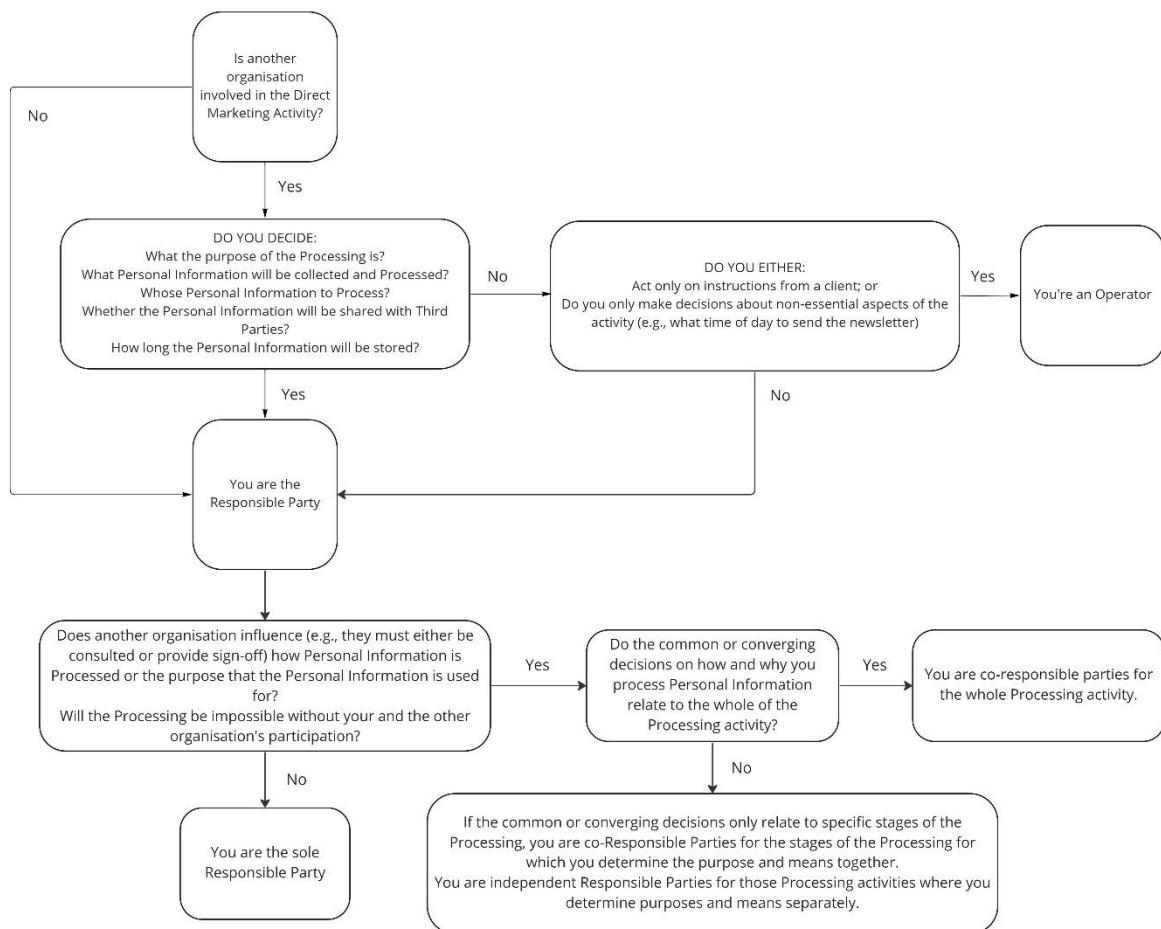 Is another
organisation
involved in the Direct
Marketing Activity?
No
Yes
DO YOU DECIDE:
What the purpose of the Processing is?
What Personal Information will be collected and Processed?
Whose Personal Information to Process?
Whether the Personal Information will be shared with Third
Parties?
How long the Personal Information will be stored?
No
DO YOU EITHER:
Act only on instructions from a client; or
Do you only make decisions about non-essential aspects of the
activity (e.g., what time of day to send the newsletter)
Yes
You're an Operator
Yes
No
You are the
Responsible Party
Does another organisation influence (e.g., they must either be
consulted or provide sign-off) how Personal Information is
Processed or the purpose that the Personal Information is used
for?
Will the Processing be impossible without your and the other
organisation's participation?
Yes
Do the common or
converging
decisions on how and why you
process Personal Information
relate to the whole of the
Processing activity?
Yes
You are co-responsible parties for
the whole Processing activity.
No
No
You are the sole
Responsible Party
If the common or converging decisions only relate to specific stages of the
Processing, you are co-Responsible Parties for the stages of the Processing for
which you determine the purpose and means together.
You are independent Responsible Parties for those Processing activities where you
determine purposes and means separately.